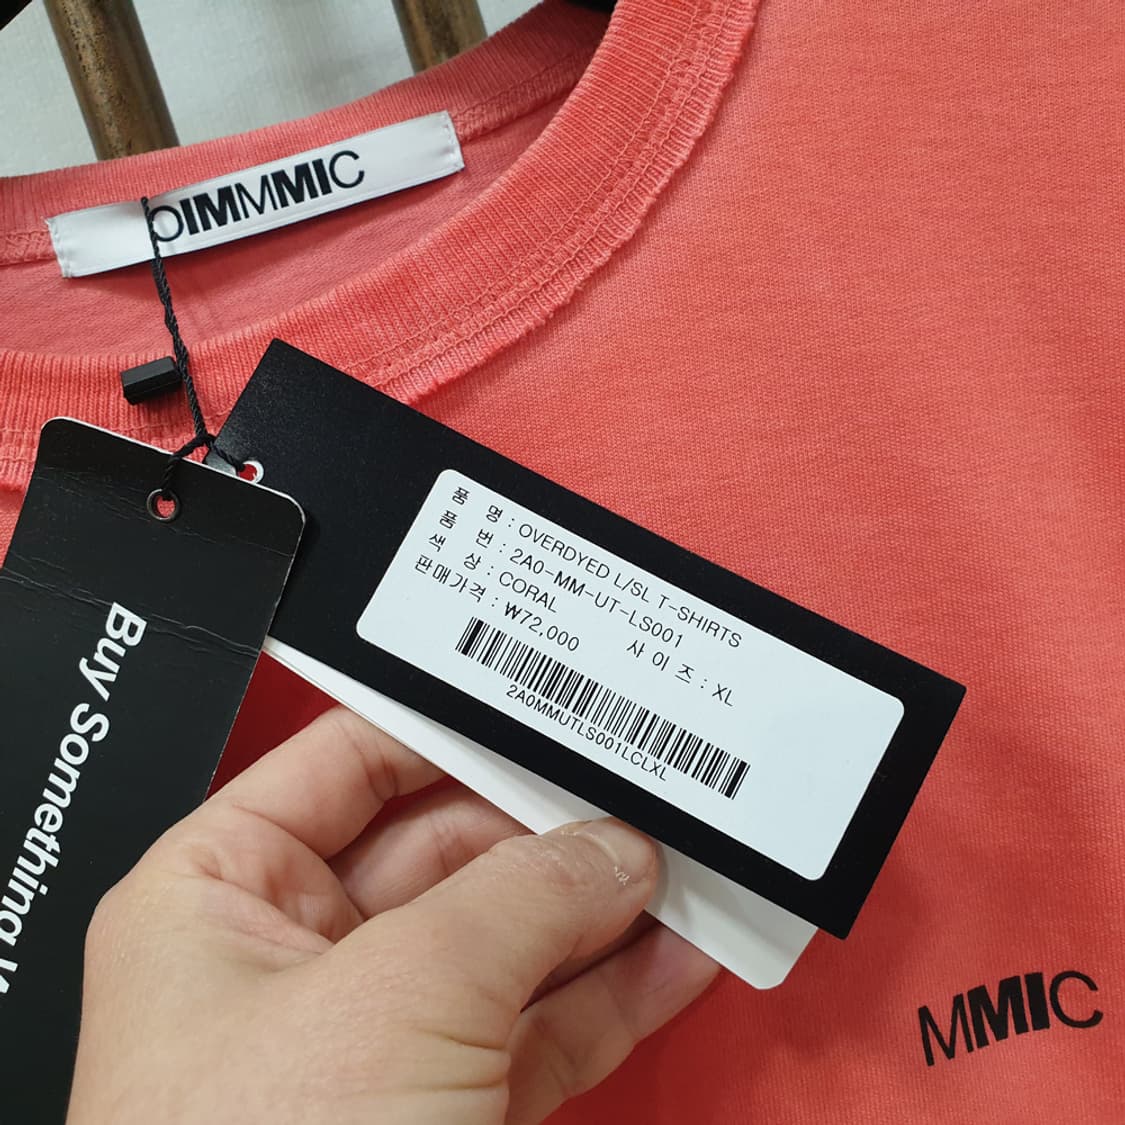 OIMMMIC
품 명 : OVERDYED L/SL T-SHIRTS
품 번 : 2A0-MM-UT-LS001
색 상 : CORAL
판매가격 : ₩72,000 사 이 즈 : XL
2A0MMUTLS001LCLXL
Buy Something
MMIC